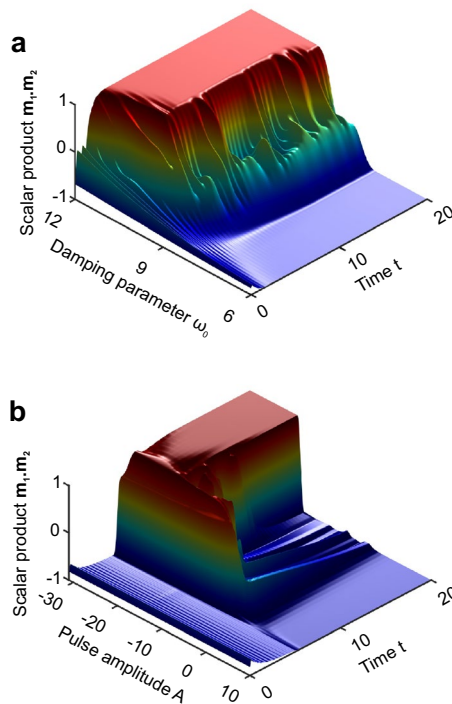 a
Scalar product m₁.m₂
1
0
-1
12
9
6
Damping parameter ω₀
0
10
20
Time t
b
Scalar product m₁.m₂
1
0
-1
-30
-20
-10
0
10
Pulse amplitude A
0
10
20
Time t